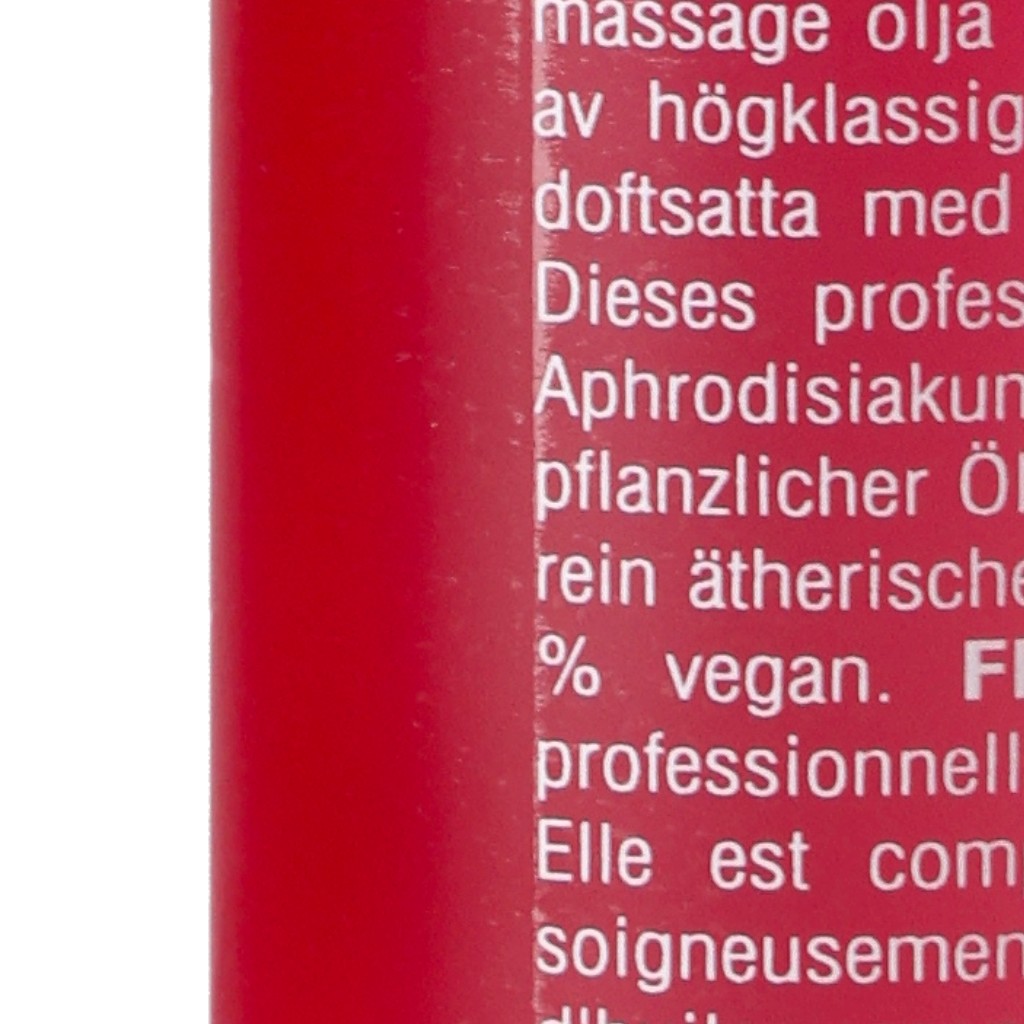 massage olja
av högklassig
doftsatta med
Dieses profes
Aphrodisiakun
pflanzlicher Öl
rein ätherische
% vegan. F
professionnell
Elle est com
soigneusemen